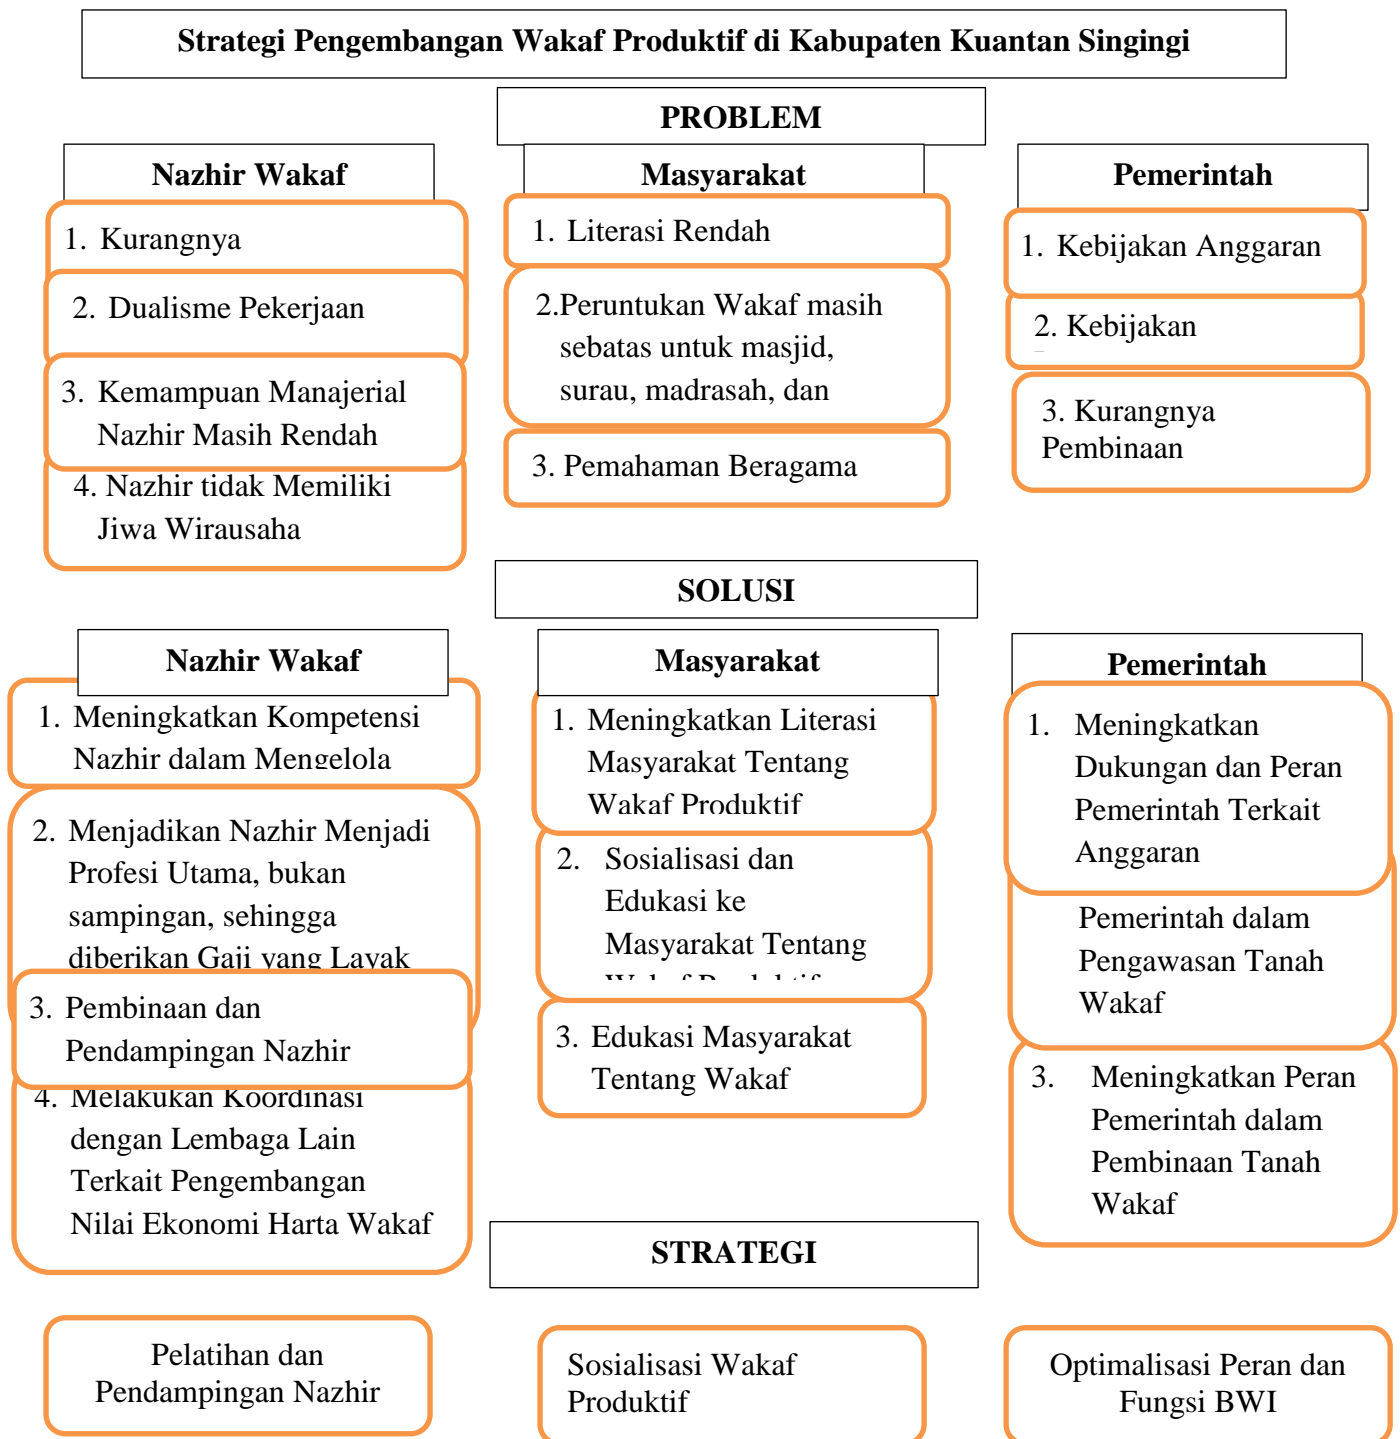 Strategi Pengembangan Wakaf Produktif di Kabupaten Kuantan Singingi
PROBLEM
Nazhir Wakaf
1. Kurangnya
2. Dualisme Pekerjaan
3. Kemampuan Manajerial
Nazhir Masih Rendah
4. Nazhir tidak Memiliki
Jiwa Wirausaha
Masyarakat
1. Literasi Rendah
2.Peruntukan Wakaf masih
sebatas untuk masjid,
surau, madrasah, dan
3. Pemahaman Beragama
Pemerintah
1. Kebijakan Anggaran
2. Kebijakan
3. Kurangnya
Pembinaan
SOLUSI
Nazhir Wakaf
1. Meningkatkan Kompetensi
Nazhir dalam Mengelola
2. Menjadikan Nazhir Menjadi
Profesi Utama, bukan
sampingan, sehingga
diberikan Gaji yang Layak
3. Pembinaan dan
Pendampingan Nazhir
4. Melakukan Koordinasi
dengan Lembaga Lain
Terkait Pengembangan
Nilai Ekonomi Harta Wakaf
Masyarakat
1. Meningkatkan Literasi
Masyarakat Tentang
Wakaf Produktif
2. Sosialisasi dan
Edukasi ke
Masyarakat Tentang
Wakaf Produktif
3. Edukasi Masyarakat
Tentang Wakaf
Pemerintah
1. Meningkatkan
Dukungan dan Peran
Pemerintah Terkait
Anggaran
Pemerintah dalam
Pengawasan Tanah
Wakaf
3. Meningkatkan Peran
Pemerintah dalam
Pembinaan Tanah
Wakaf
STRATEGI
Pelatihan dan
Pendampingan Nazhir
Sosialisasi Wakaf
Produktif
Optimalisasi Peran dan
Fungsi BWI